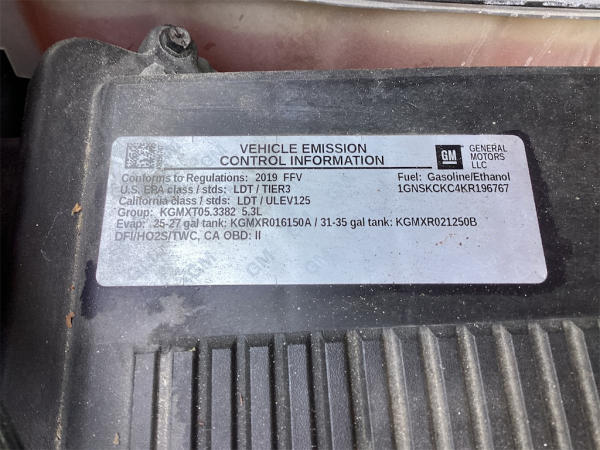 VEHICLE EMISSION
CONTROL INFORMATION
GM GENERAL
MOTORS
LLC
Conforms to Regulations: 2019 FFV Fuel: Gasoline/Ethanol
U.S. EPA class / stds: LDT / TIER3 1GNSKCKC4KR196767
California class / stds: LDT / ULEV125
Group: KGMXT05.3382 5.3L
Evap: 25-27 gal tank: KGMXR016150A / 31-35 gal tank: KGMXR021250B
DFI/HO2S/TWC, CA OBD: II